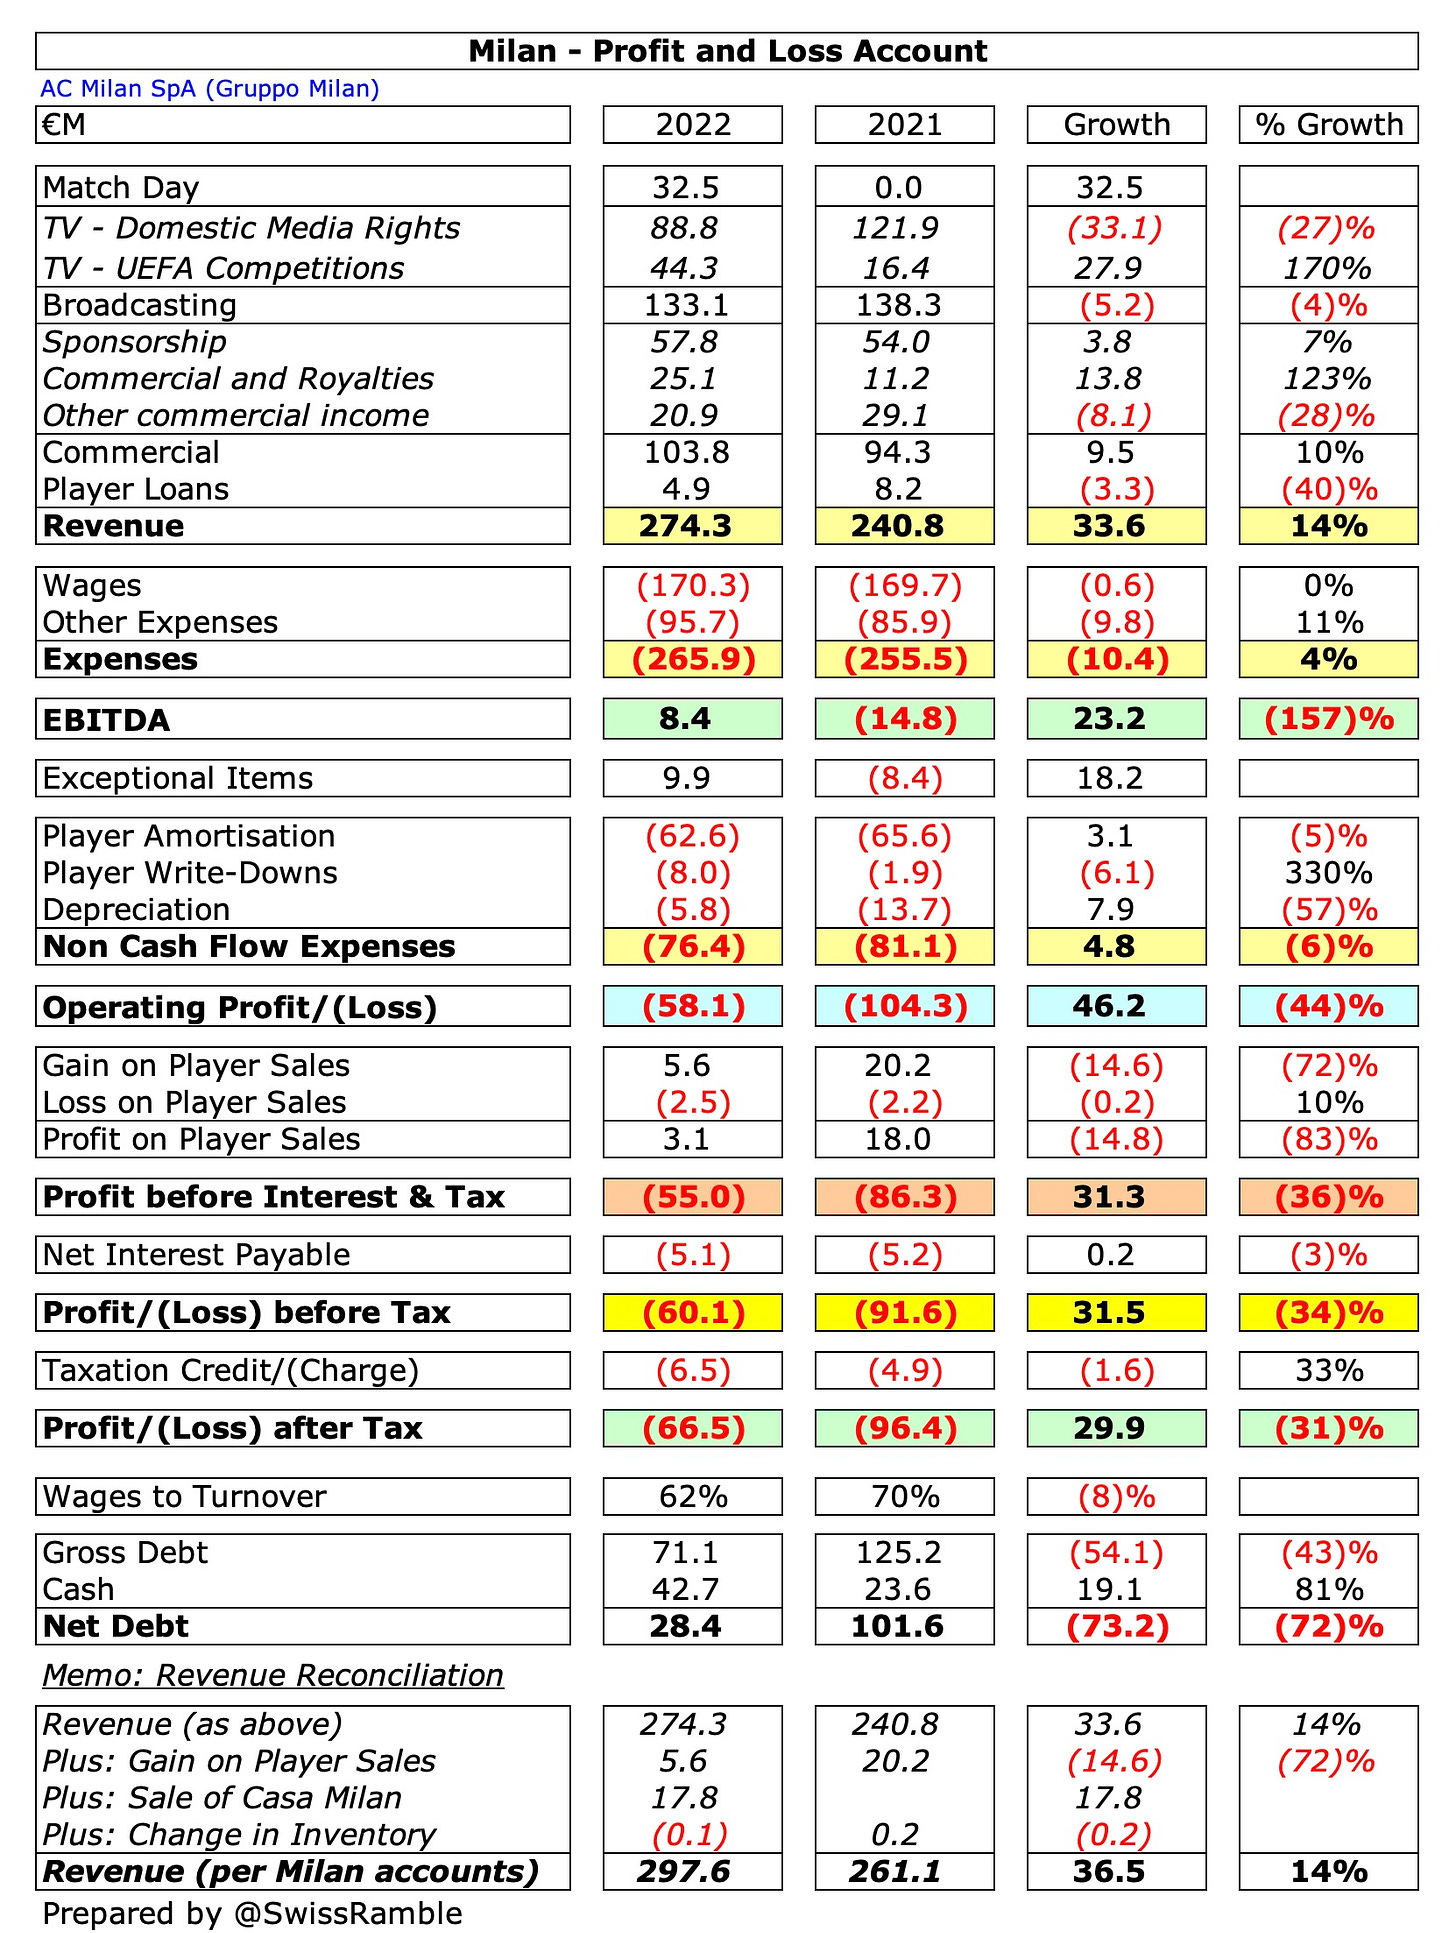 Milan - Profit and Loss Account
AC Milan SpA (Gruppo Milan)
€M 2022 2021 Growth % Growth
Match Day 32.5 0.0 32.5
TV - Domestic Media Rights 88.8 121.9 (33.1) (27)%
TV - UEFA Competitions 44.3 16.4 27.9 170%
Broadcasting 133.1 138.3 (5.2) (4)%
Sponsorship 57.8 54.0 3.8 7%
Commercial and Royalties 25.1 11.2 13.8 123%
Other commercial income 20.9 29.1 (8.1) (28)%
Commercial 103.8 94.3 9.5 10%
Player Loans 4.9 8.2 (3.3) (40)%
Revenue 274.3 240.8 33.6 14%
Wages (170.3) (169.7) (0.6) 0%
Other Expenses (95.7) (85.9) (9.8) 11%
Expenses (265.9) (255.5) (10.4) 4%
EBITDA 8.4 (14.8) 23.2 (157)%
Exceptional Items 9.9 (8.4) 18.2
Player Amortisation (62.6) (65.6) 3.1 (5)%
Player Write-Downs (8.0) (1.9) (6.1) 330%
Depreciation (5.8) (13.7) 7.9 (57)%
Non Cash Flow Expenses (76.4) (81.1) 4.8 (6)%
Operating Profit/(Loss) (58.1) (104.3) 46.2 (44)%
Gain on Player Sales 5.6 20.2 (14.6) (72)%
Loss on Player Sales (2.5) (2.2) (0.2) 10%
Profit on Player Sales 3.1 18.0 (14.8) (83)%
Profit before Interest & Tax (55.0) (86.3) 31.3 (36)%
Net Interest Payable (5.1) (5.2) 0.2 (3)%
Profit/(Loss) before Tax (60.1) (91.6) 31.5 (34)%
Taxation Credit/(Charge) (6.5) (4.9) (1.6) 33%
Profit/(Loss) after Tax (66.5) (96.4) 29.9 (31)%
Wages to Turnover 62% 70% (8)%
Gross Debt 71.1 125.2 (54.1) (43)%
Cash 42.7 23.6 19.1 81%
Net Debt 28.4 101.6 (73.2) (72)%
Memo: Revenue Reconciliation
Revenue (as above) 274.3 240.8 33.6 14%
Plus: Gain on Player Sales 5.6 20.2 (14.6) (72)%
Plus: Sale of Casa Milan 17.8 17.8
Plus: Change in Inventory (0.1) 0.2 (0.2)
Revenue (per Milan accounts) 297.6 261.1 36.5 14%
Prepared by @SwissRamble